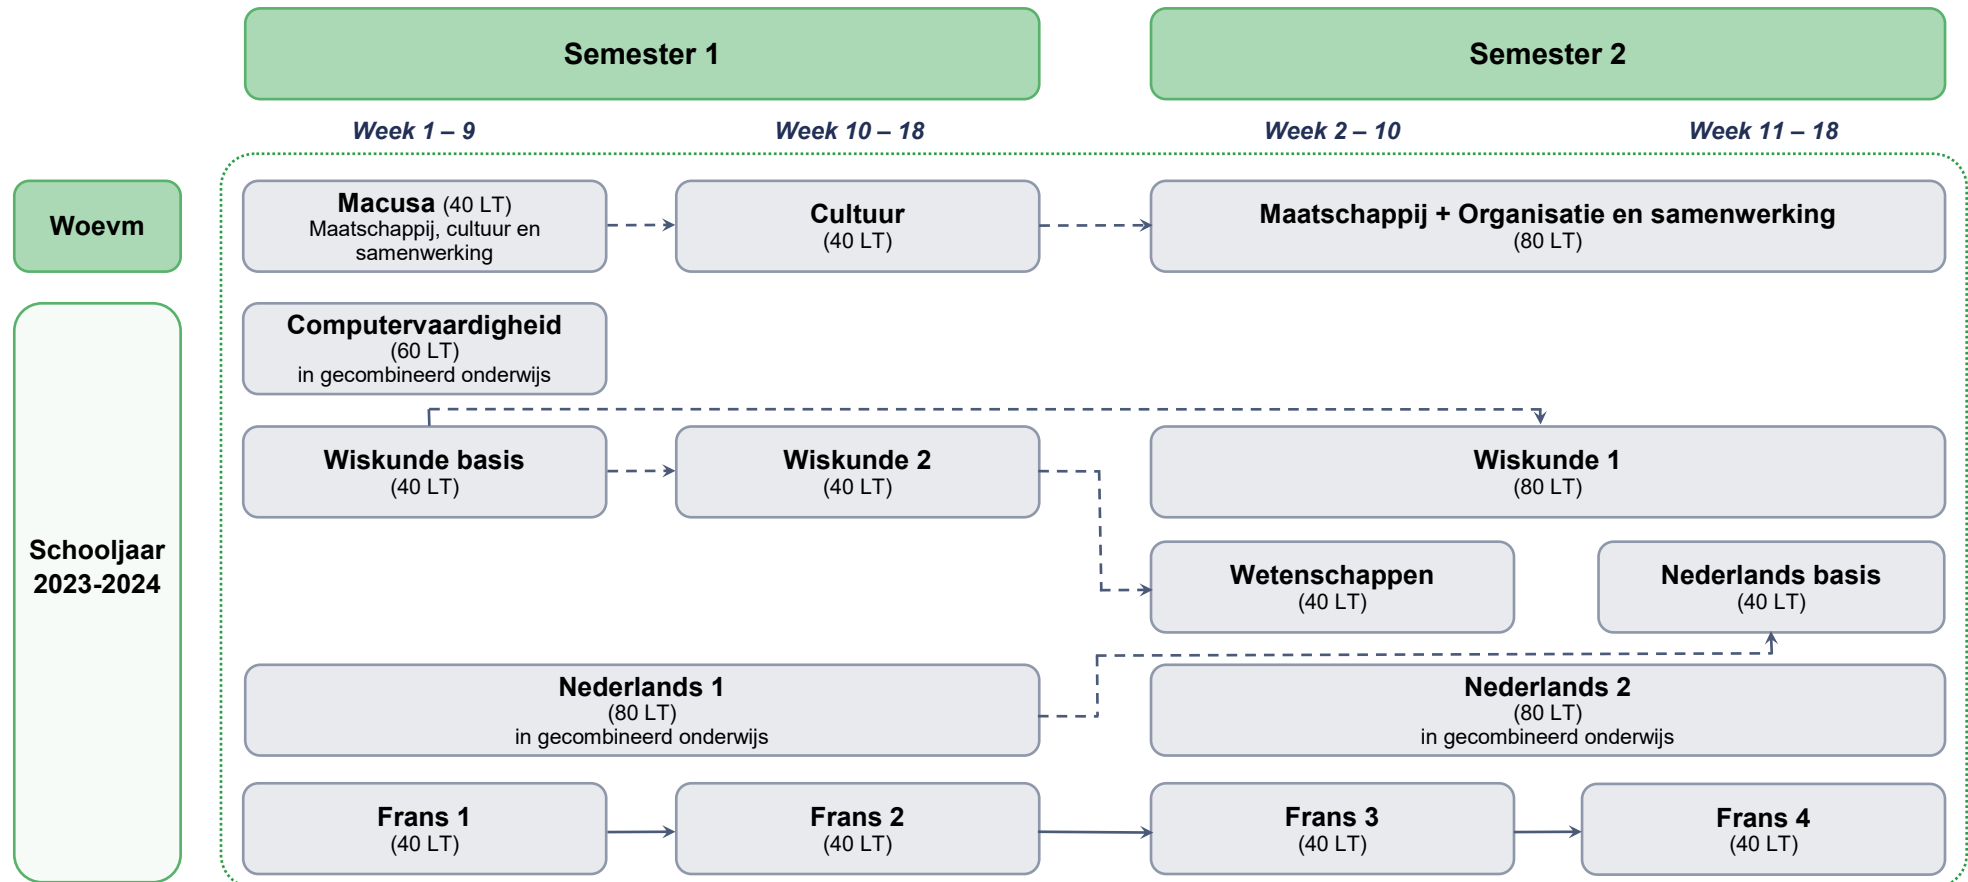 Semester 1
Semester 2
Week 1 – 9
Week 10 – 18
Week 2 – 10
Week 11 – 18
Woevm
Macusa (40 LT)
Maatschappij, cultuur en
samenwerking
Cultuur
(40 LT)
Maatschappij + Organisatie en samenwerking
(80 LT)
Schooljaar
2023-2024
Computervaardigheid
(60 LT)
in gecombineerd onderwijs
Wiskunde basis
(40 LT)
Wiskunde 2
(40 LT)
Wiskunde 1
(80 LT)
Wetenschappen
(40 LT)
Nederlands basis
(40 LT)
Nederlands 1
(80 LT)
in gecombineerd onderwijs
Nederlands 2
(80 LT)
in gecombineerd onderwijs
Frans 1
(40 LT)
Frans 2
(40 LT)
Frans 3
(40 LT)
Frans 4
(40 LT)